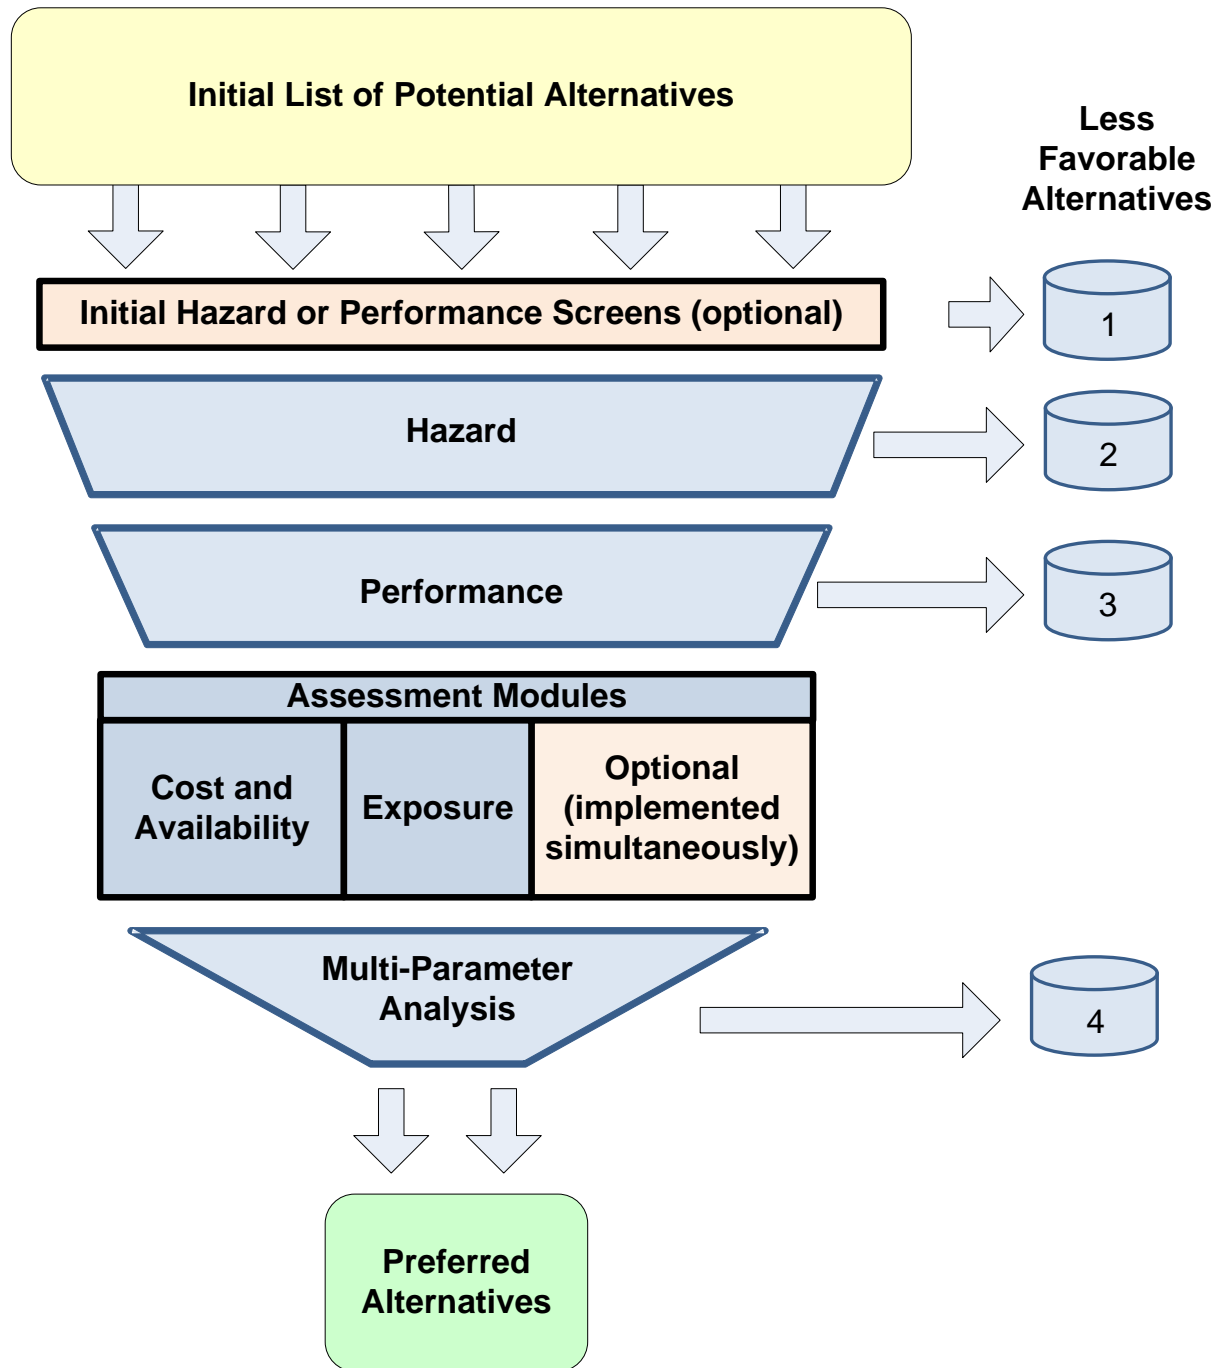 Initial List of Potential Alternatives
Less
Favorable
Alternatives
Initial Hazard or Performance Screens (optional)
1
Hazard
2
Performance
3
Assessment Modules
Cost and
Availability
Exposure
Optional
(implemented
simultaneously)
Multi-Parameter
Analysis
4
Preferred
Alternatives